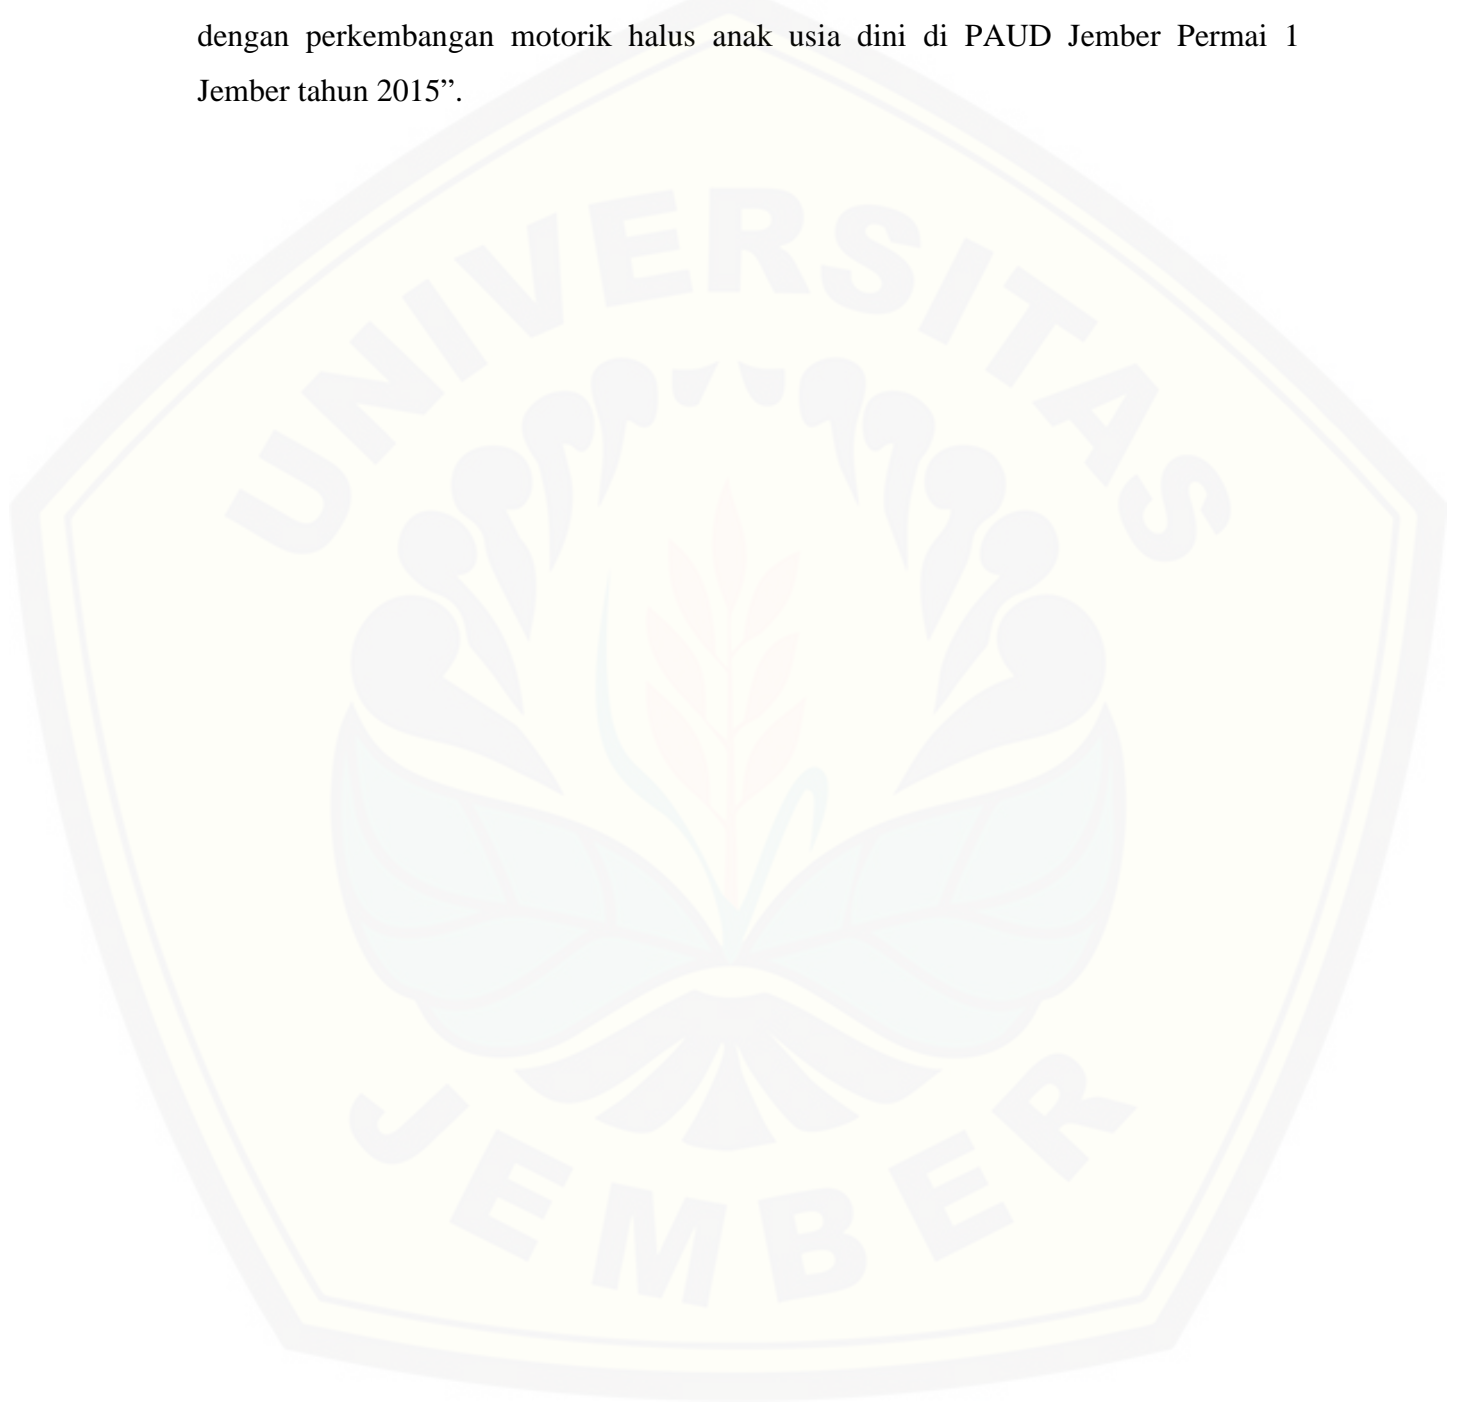 dengan perkembangan motorik halus anak usia dini di PAUD Jember Permai 1
Jember tahun 2015”.
UNIVERSITAS
JEMBER